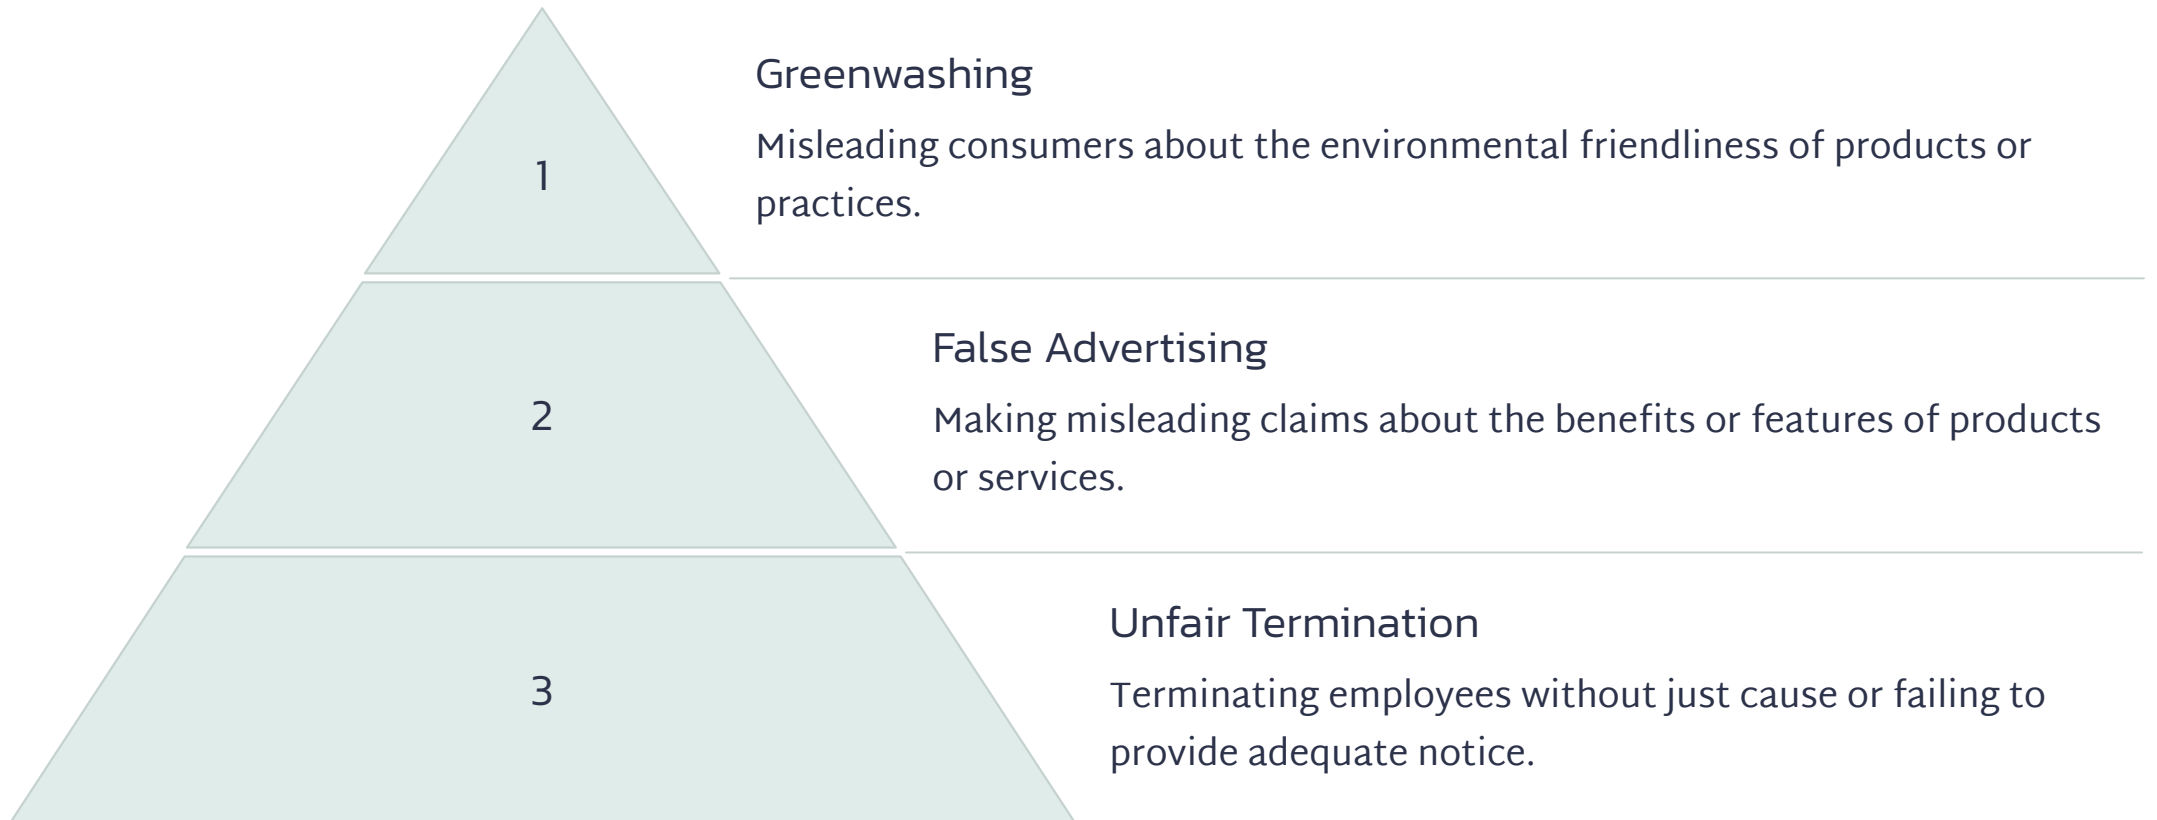 1
Greenwashing
Misleading consumers about the environmental friendliness of products or
practices.
2
False Advertising
Making misleading claims about the benefits or features of products
or services.
3
Unfair Termination
Terminating employees without just cause or failing to
provide adequate notice.